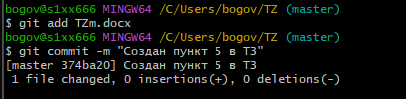 bogov@s1xx666 MINGW64 /C/Users/bogov/TZ (master)
$ git add TZm.docx
bogov@s1xx666 MINGW64 /C/Users/bogov/TZ (master)
$ git commit -m "Создан пункт 5 в ТЗ"
[master 374ba20] Создан пункт 5 в ТЗ
 1 file changed, 0 insertions(+), 0 deletions(-)